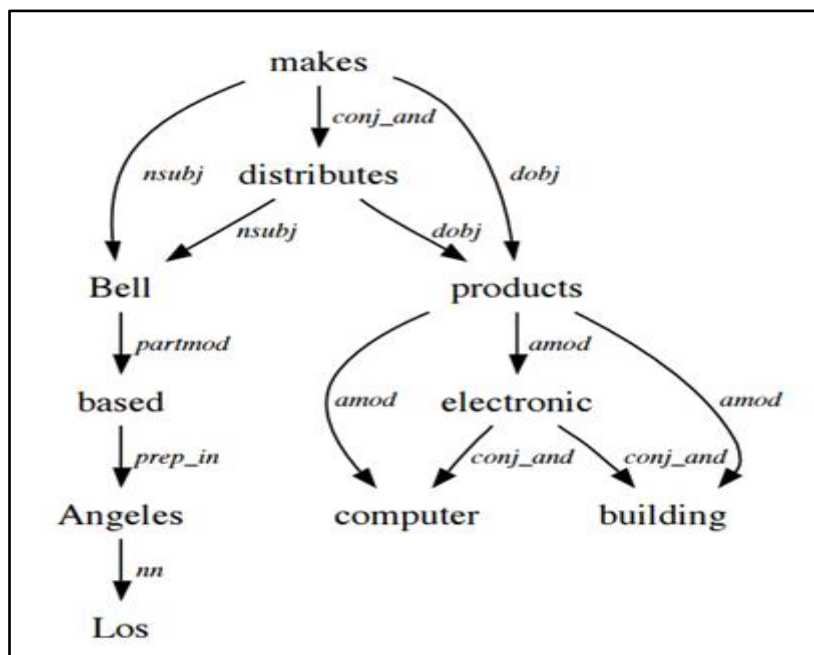 makes
conj_and
nsubj distributes dobj
nsubj dobj
Bell products
partmod amod
based amod electronic amod
prep_in conj_and conj_and
Angeles computer building
nn
Los